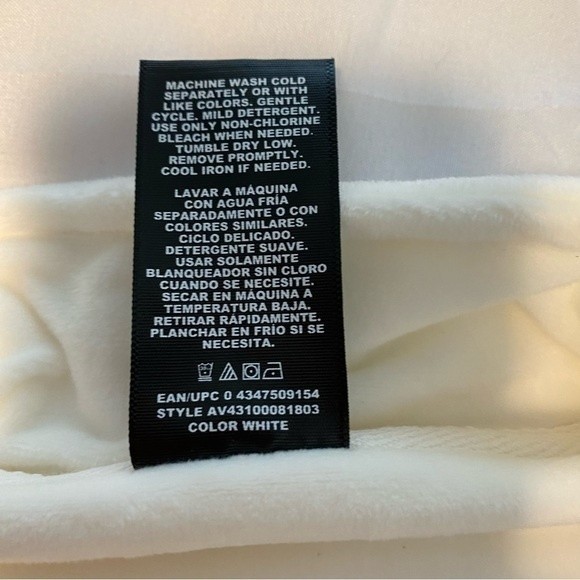 MACHINE WASH COLD
SEPARATELY OR WITH
LIKE COLORS. GENTLE
CYCLE. MILD DETERGENT.
USE ONLY NON-CHLORINE
BLEACH WHEN NEEDED.
TUMBLE DRY LOW.
REMOVE PROMPTLY.
COOL IRON IF NEEDED.
LAVAR A MÁQUINA
CON AGUA FRÍA
SEPARADAMENTE O CON
COLORES SIMILARES.
CICLO DELICADO.
DETERGENTE SUAVE.
USAR SOLAMENTE
BLANQUEADOR SIN CLORO
CUANDO SE NECESITE.
SECAR EN MÁQUINA A
TEMPERATURA BAJA.
RETIRAR RÁPIDAMENTE.
PLANCHAR EN FRÍO SI SE
NECESITA.
EAN/UPC 0 4347509154
STYLE AV43100081803
COLOR WHITE